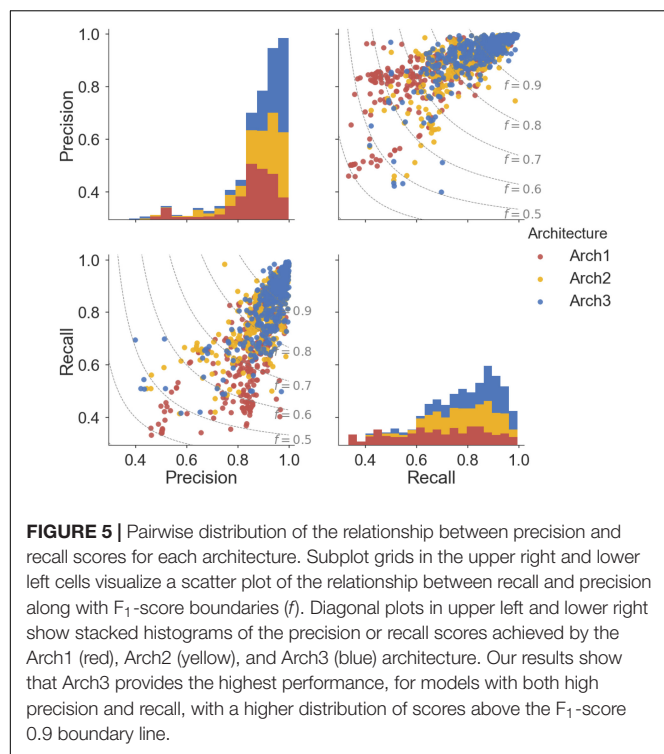 1.0
0.8
0.6
0.4
Precision
f = 0.9
f = 0.8
f = 0.7
f = 0.6
f = 0.5
Architecture
Arch1
Arch2
Arch3
1.0
0.8
0.6
0.4
Recall
0.9
0.8
f = 0.7
f = 0.6
f = 0.5
0.4 0.6 0.8 1.0
Precision
0.4 0.6 0.8 1.0
Recall
FIGURE 5 | Pairwise distribution of the relationship between precision and
recall scores for each architecture. Subplot grids in the upper right and lower
left cells visualize a scatter plot of the relationship between recall and precision
along with F₁-score boundaries (f). Diagonal plots in upper left and lower right
show stacked histograms of the precision or recall scores achieved by the
Arch1 (red), Arch2 (yellow), and Arch3 (blue) architecture. Our results show
that Arch3 provides the highest performance, for models with both high
precision and recall, with a higher distribution of scores above the F₁-score
0.9 boundary line.